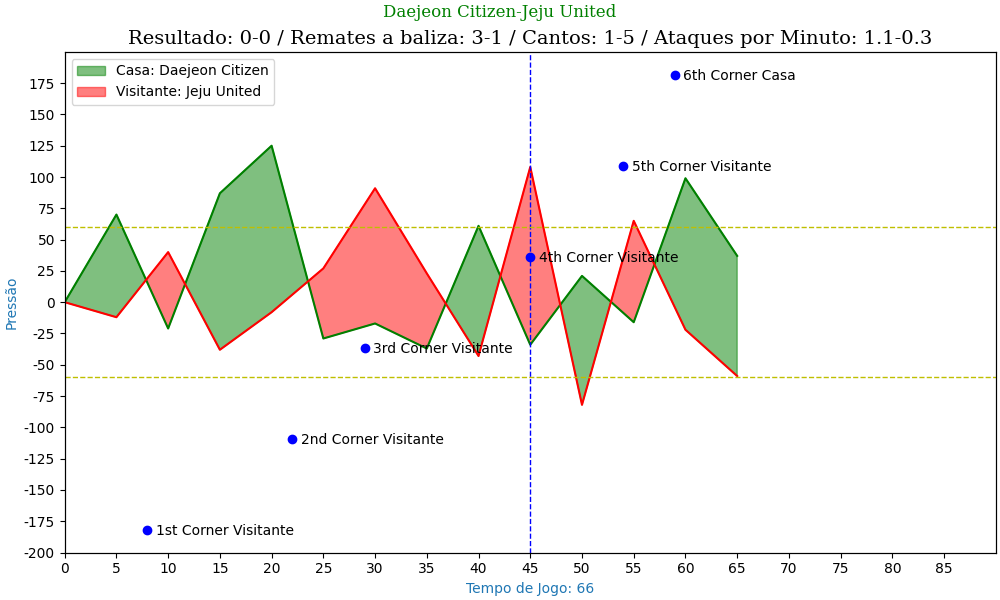 Daejeon Citizen-Jeju United
Resultado: 0-0 / Remates a baliza: 3-1 / Cantos: 1-5 / Ataques por Minuto: 1.1-0.3
Casa: Daejeon Citizen
Visitante: Jeju United
6th Corner Casa
5th Corner Visitante
4th Corner Visitante
3rd Corner Visitante
2nd Corner Visitante
1st Corner Visitante
Pressão
175
150
125
100
75
50
25
0
-25
-50
-75
-100
-125
-150
-175
-200
0 5 10 15 20 25 30 35 40 45 50 55 60 65 70 75 80 85
Tempo de Jogo: 66